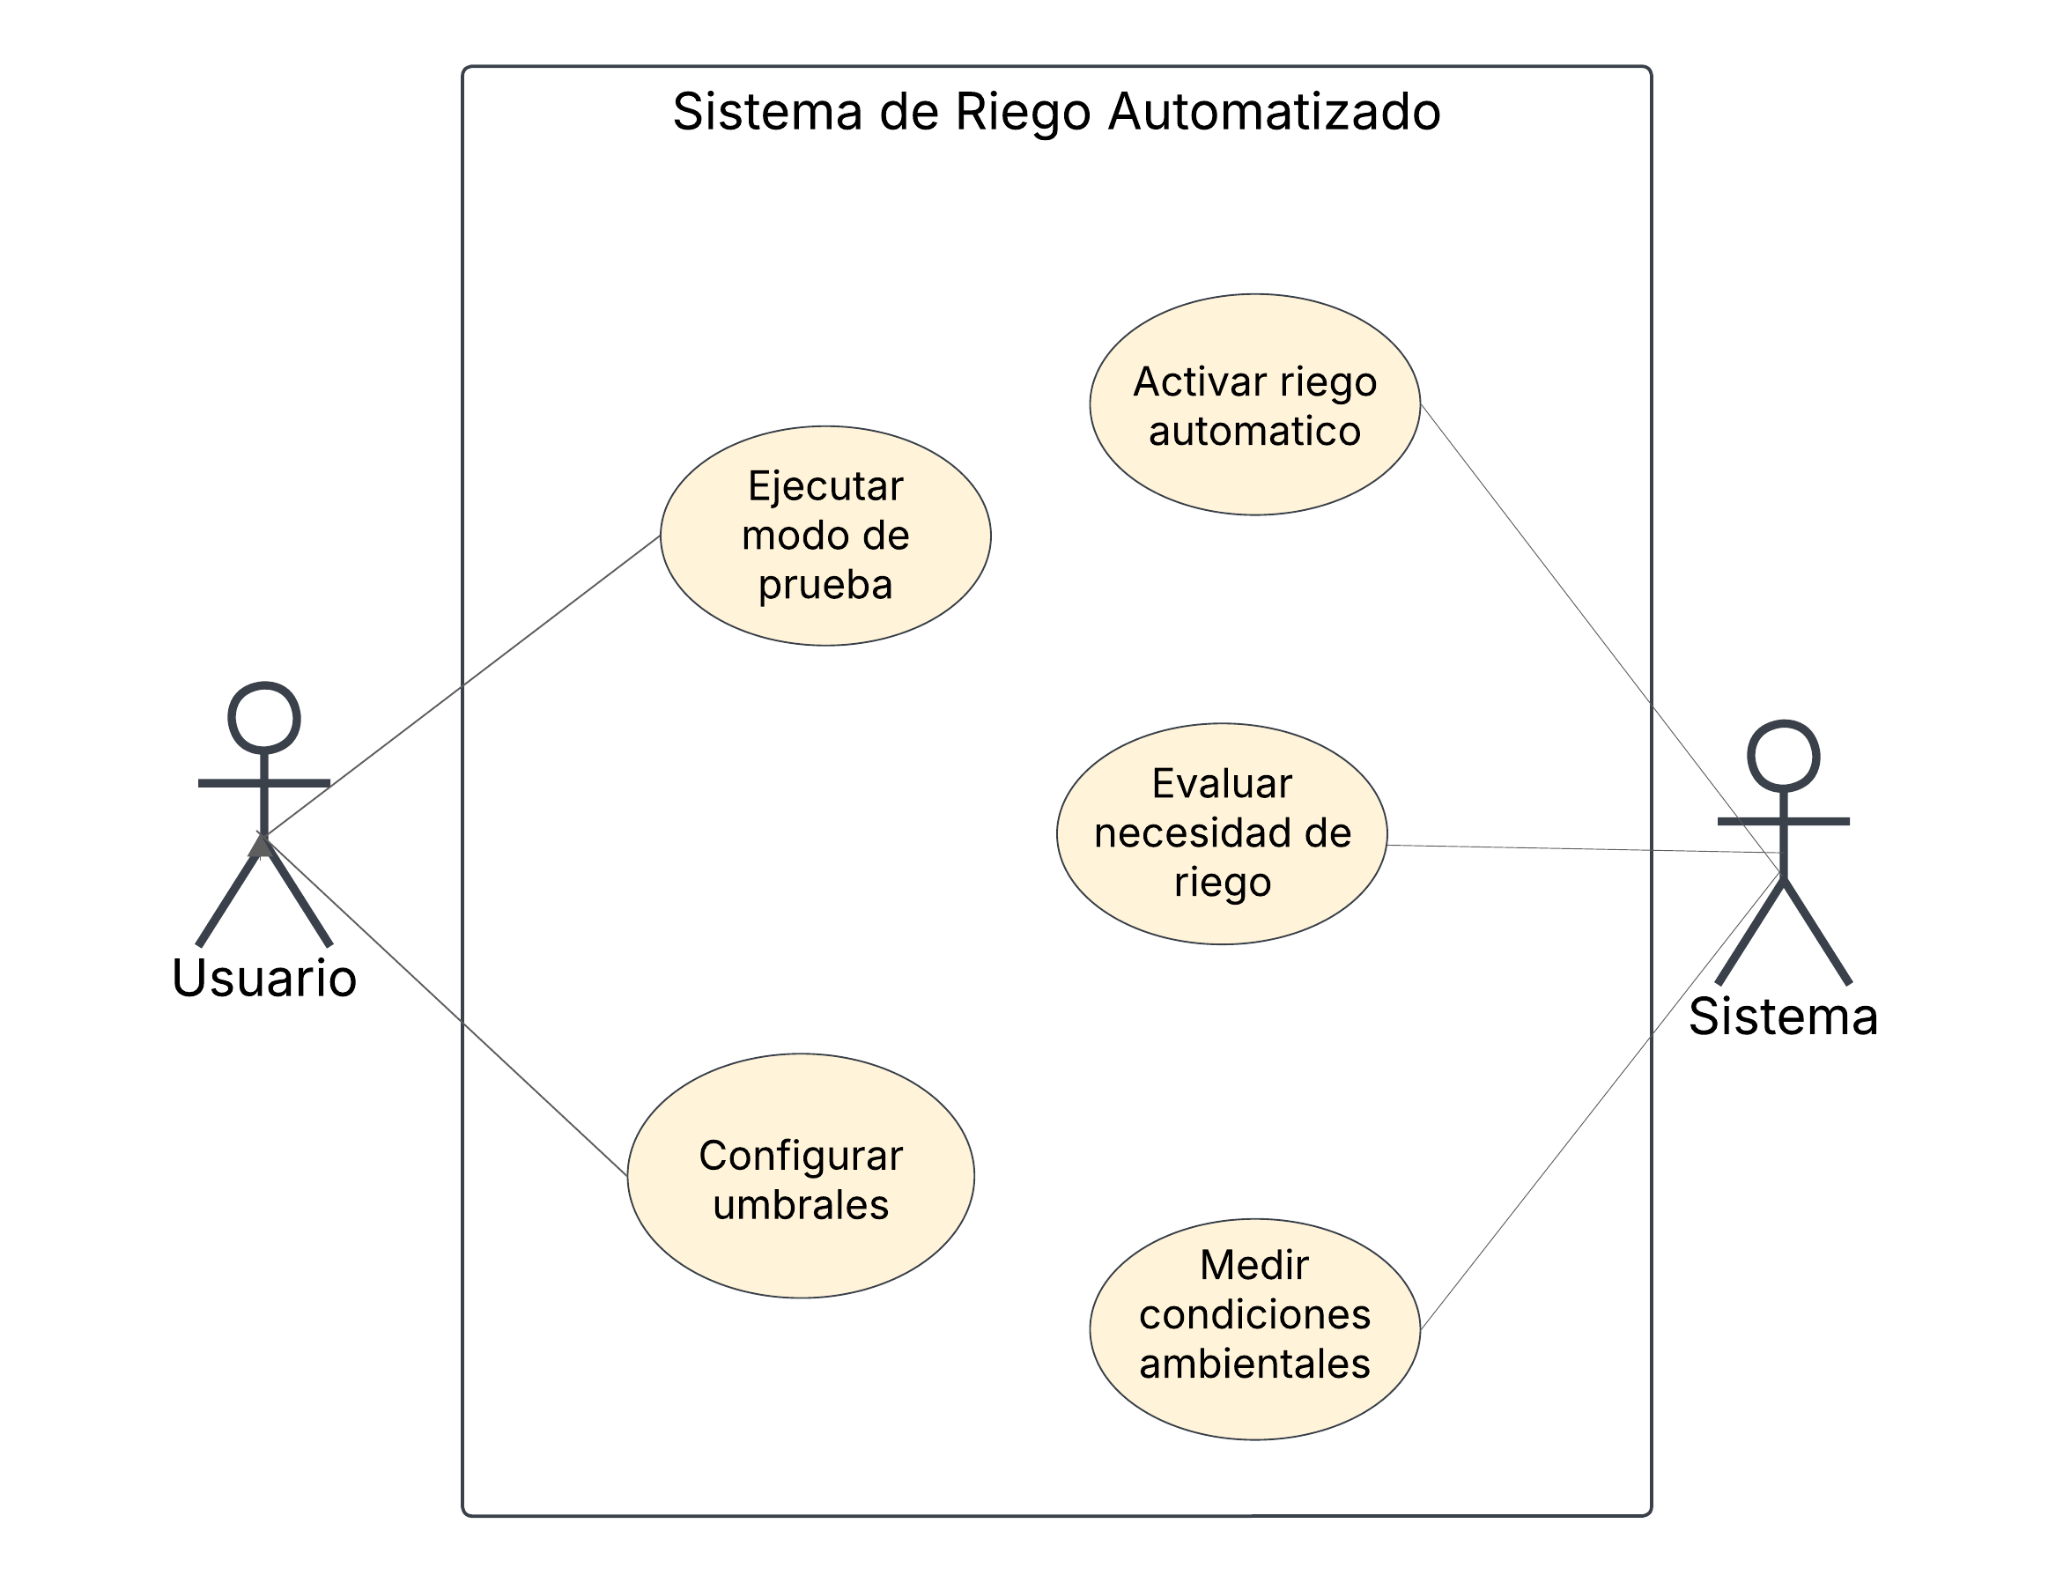 Sistema de Riego Automatizado
Activar riego
automatico
Ejecutar
modo de
prueba
Evaluar
necesidad de
riego
Usuario
Sistema
Configurar
umbrales
Medir
condiciones
ambientales